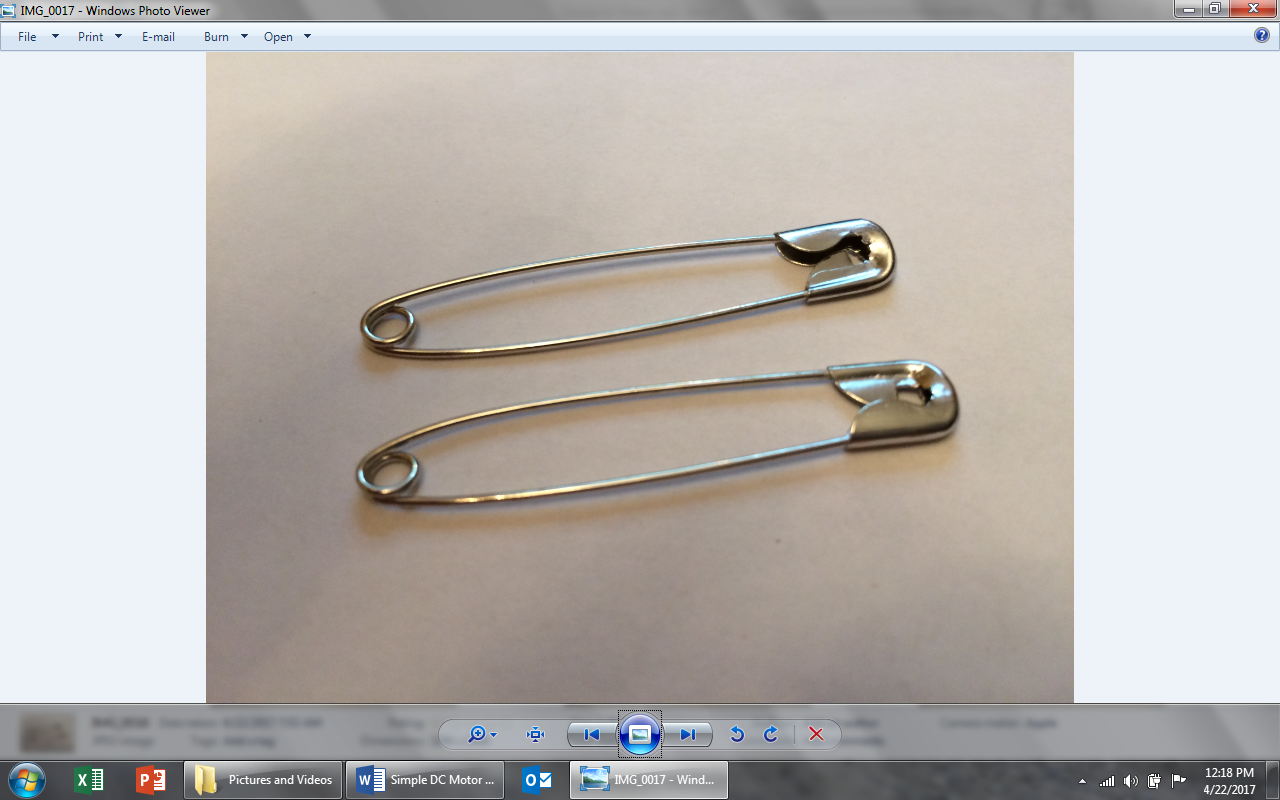 IMG_0017 - Windows Photo Viewer
File Print E-mail Burn Open
Pictures and Videos
Simple DC Motor ...
IMG_0017 - Wind...
12:18 PM
4/22/2017